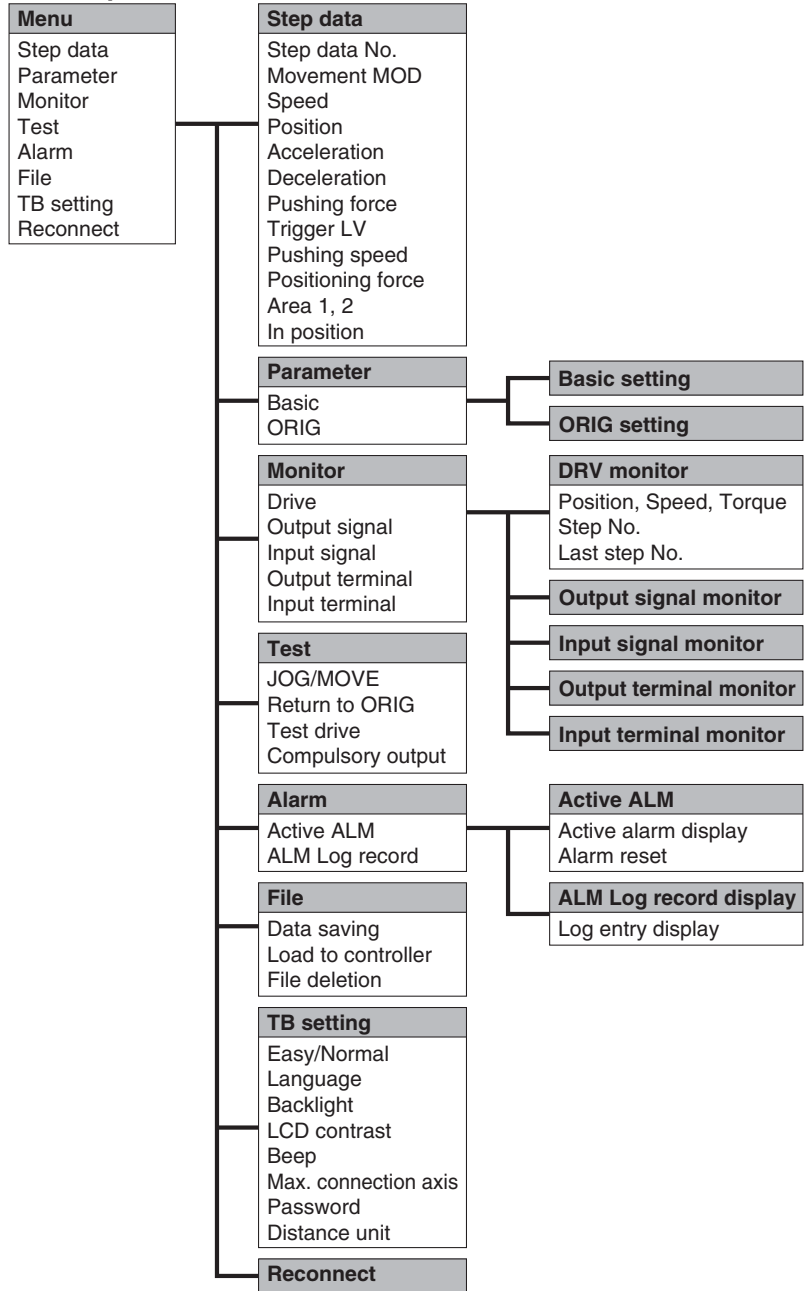 Menu
Step data
Parameter
Monitor
Test
Alarm
File
TB setting
Reconnect
Step data
Step data No.
Movement MOD
Speed
Position
Acceleration
Deceleration
Pushing force
Trigger LV
Pushing speed
Positioning force
Area 1, 2
In position
Parameter
Basic
ORIG
Basic setting
ORIG setting
Monitor
Drive
Output signal
Input signal
Output terminal
Input terminal
DRV monitor
Position, Speed, Torque
Step No.
Last step No.
Output signal monitor
Input signal monitor
Output terminal monitor
Input terminal monitor
Test
JOG/MOVE
Return to ORIG
Test drive
Compulsory output
Alarm
Active ALM
ALM Log record
Active ALM
Active alarm display
Alarm reset
ALM Log record display
Log entry display
File
Data saving
Load to controller
File deletion
TB setting
Easy/Normal
Language
Backlight
LCD contrast
Beep
Max. connection axis
Password
Distance unit
Reconnect